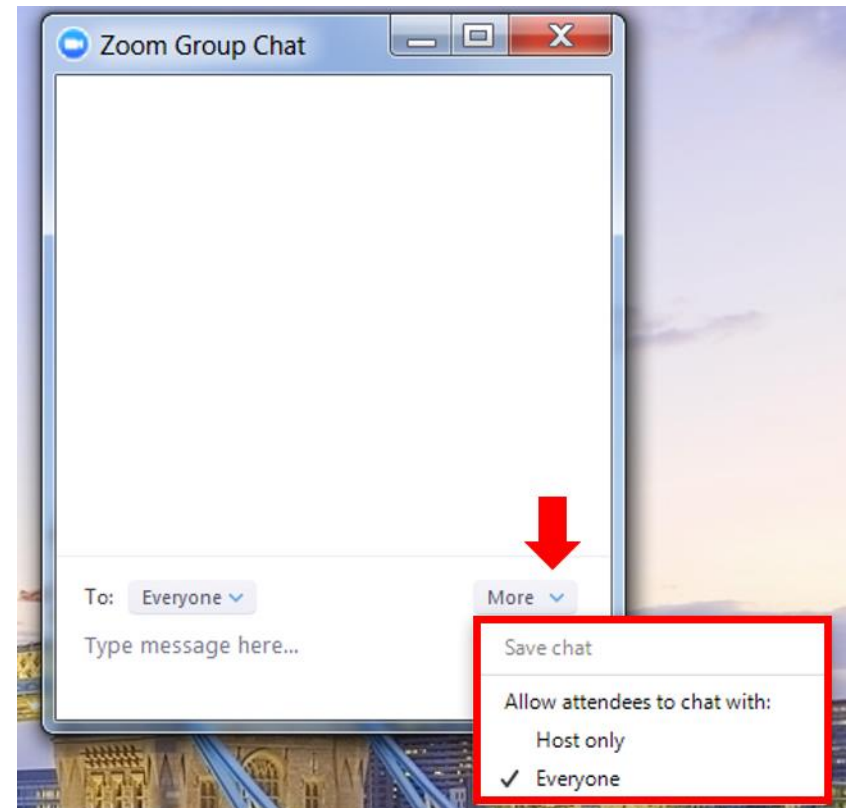 Zoom Group Chat
To: Everyone
More
Type message here...
Save chat
Allow attendees to chat with:
Host only
Everyone